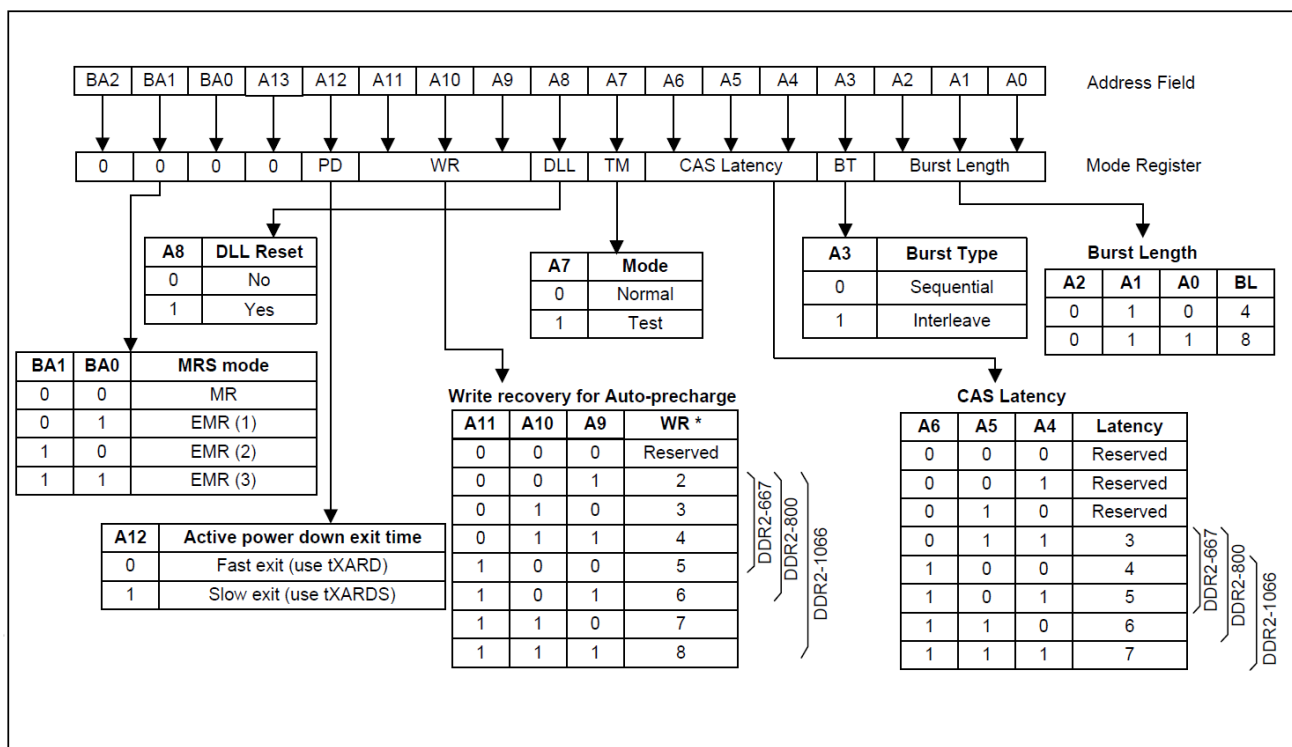 BA2 BA1 BA0 A13 A12 A11 A10 A9 A8 A7 A6 A5 A4 A3 A2 A1 A0 Address Field
0 0 0 0 PD WR DLL TM CAS Latency BT Burst Length Mode Register
A8 DLL Reset
0 No
1 Yes
A7 Mode
0 Normal
1 Test
A3 Burst Type
0 Sequential
1 Interleave
Burst Length
A2 A1 A0 BL
0 1 0 4
0 1 1 8
BA1 BA0 MRS mode
0 0 MR
0 1 EMR (1)
1 0 EMR (2)
1 1 EMR (3)
A12 Active power down exit time
0 Fast exit (use tXARD)
1 Slow exit (use tXARDS)
Write recovery for Auto-precharge
A11 A10 A9 WR *
0 0 0 Reserved
0 0 1 2
0 1 0 3
0 1 1 4
1 0 0 5
1 0 1 6
1 1 0 7
1 1 1 8
DDR2-667
DDR2-800
DDR2-1066
CAS Latency
A6 A5 A4 Latency
0 0 0 Reserved
0 0 1 Reserved
0 1 0 Reserved
0 1 1 3
1 0 0 4
1 0 1 5
1 1 0 6
1 1 1 7
DDR2-667
DDR2-800
DDR2-1066